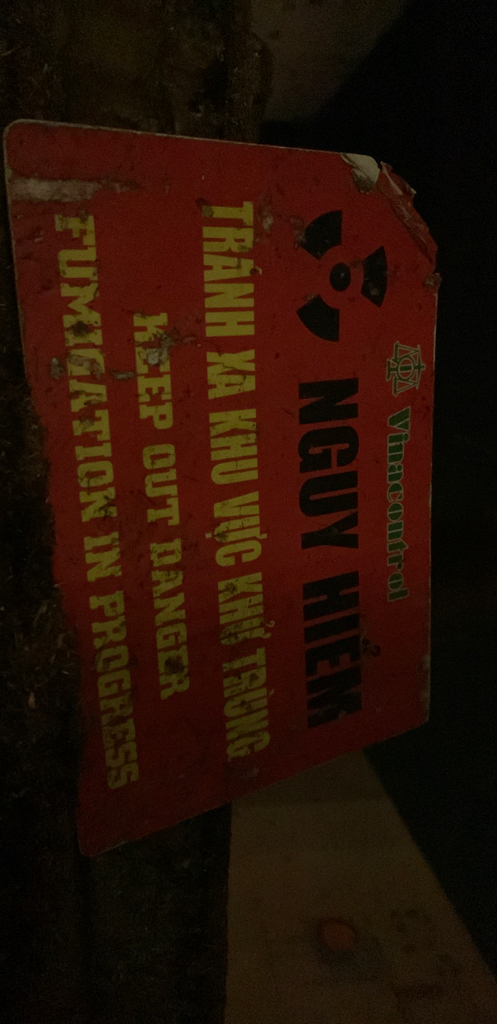 Vinacontrol
NGUY HIỂM
TRÁNH XA KHU VỰC KHỬ TRÙNG
KEEP OUT DANGER
FUMIGATION IN PROGRESS